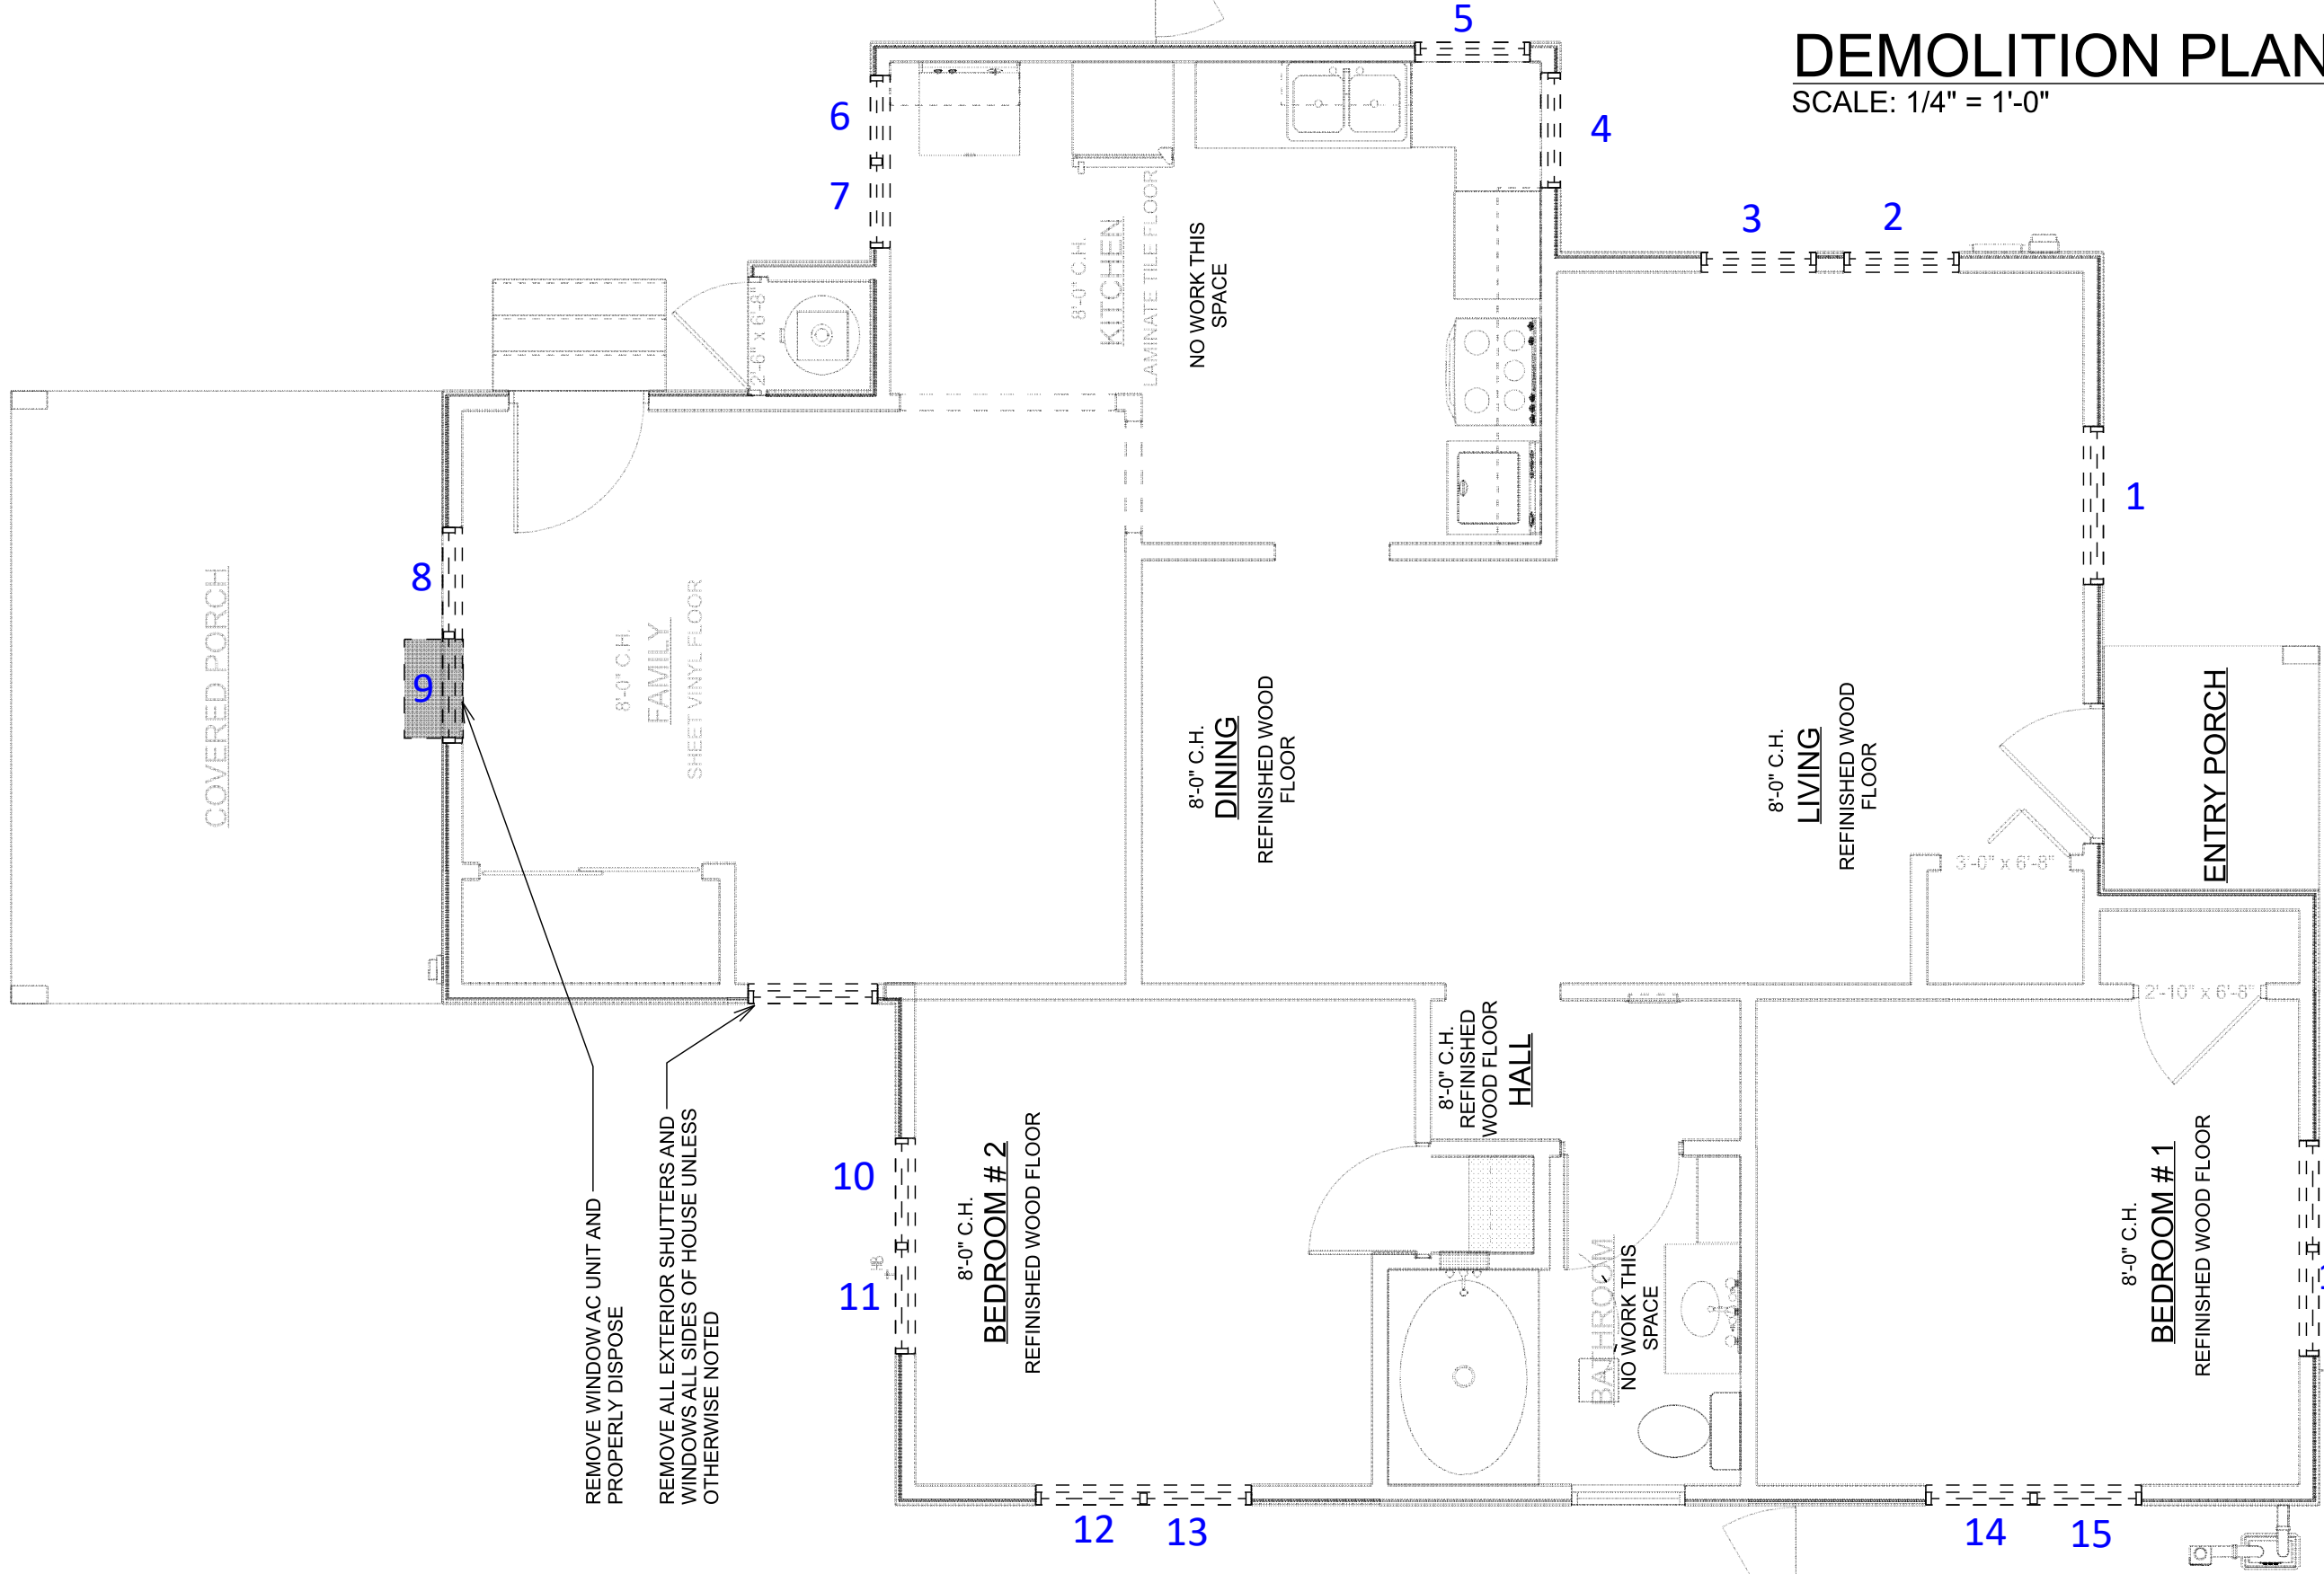 DEMOLITION PLAN
SCALE: 1/4" = 1'-0"
5
6
4
7
3
2
2'-6" x 6'-8"
8'-0" C.H.
KITCHEN
LAMINATE TILE FLOOR
NO WORK THIS
SPACE
1
8
9
COVERED PORCH
8'-0" C.H.
FAMILY
SHEET VINYL FLOOR
8'-0" C.H.
DINING
REFINISHED WOOD
FLOOR
8'-0" C.H.
LIVING
REFINISHED WOOD
FLOOR
ENTRY PORCH
3'-0" x 6'-8"
2'-10" x 6'-8"
8'-0" C.H.
REFINISHED
WOOD FLOOR
HALL
REMOVE WINDOW AC UNIT AND
PROPERLY DISPOSE
REMOVE ALL EXTERIOR SHUTTERS AND
WINDOWS ALL SIDES OF HOUSE UNLESS
OTHERWISE NOTED
10
11
HB
8'-0" C.H.
BEDROOM # 2
REFINISHED WOOD FLOOR
BATHROOM
NO WORK THIS
SPACE
8'-0" C.H.
BEDROOM # 1
REFINISHED WOOD FLOOR
12
13
14
15